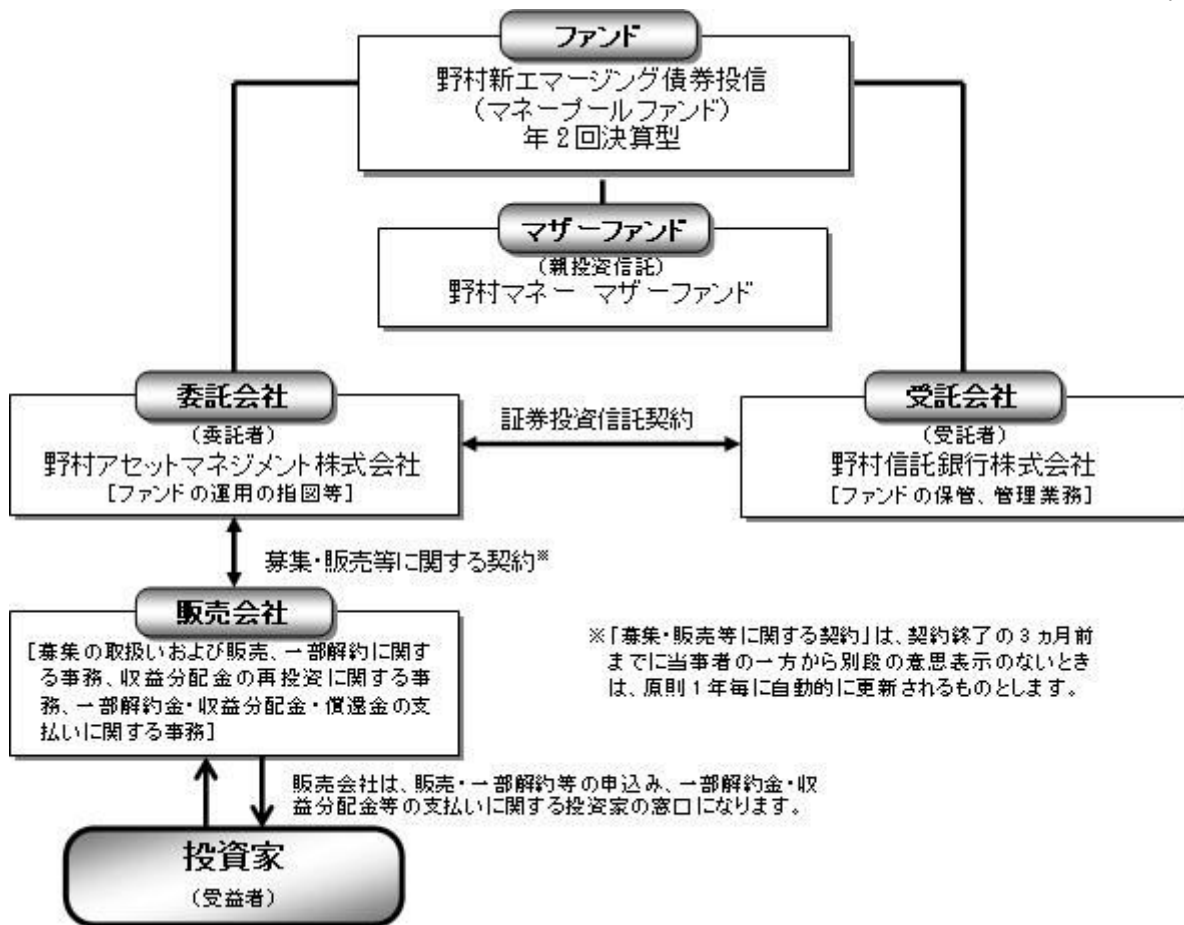 ファンド
野村新エマージング債券投信
(マネープールファンド)
年2回決算型
マザーファンド
(親投資信託)
野村マネー マザーファンド
委託会社
(委託者)
野村アセットマネジメント株式会社
[ファンドの運用の指図等]
証券投資信託契約
受託会社
(受託者)
野村信託銀行株式会社
[ファンドの保管、管理業務]
募集・販売等に関する契約※
販売会社
[募集の取扱いおよび販売、一部解約に関す
る事務、収益分配金の再投資に関する事
務、一部解約金・収益分配金・償還金の支
払いに関する事務]
※「募集・販売等に関する契約」は、契約終了の3ヵ月前
までに当事者の一方から別段の意思表示のないとき
は、原則1年毎に自動的に更新されるものとします。
販売会社は、販売・一部解約等の申込み、一部解約金・収
益分配金等の支払いに関する投資家の窓口になります。
投資家
(受益者)